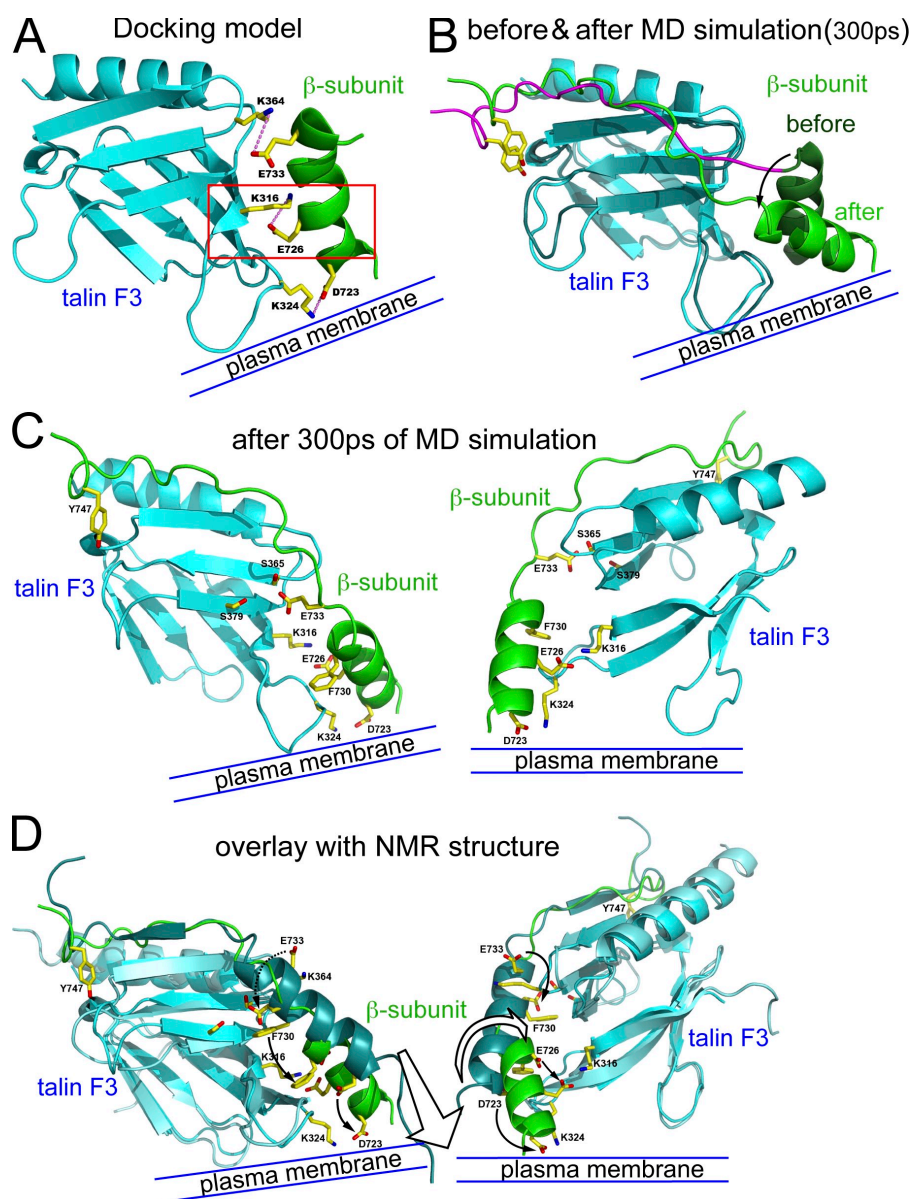 A
Docking model
K364
β-subunit
E733
K316
E726
talin F3
K324
D723
plasma membrane
B
before & after MD simulation(300ps)
β-subunit
before
after
talin F3
plasma membrane
C
after 300ps of MD simulation
Y747
talin F3
S365
β-subunit
S379
E733
K316
E726
F730
K324
D723
plasma membrane
Y747
β-subunit
S365
E733
S379
F730
talin F3
E726
K316
K324
D723
plasma membrane
D
overlay with NMR structure
Y747
E733
K364
β-subunit
F730
talin F3
K316
K324
D723
plasma membrane
Y747
E733
F730
talin F3
E726
K316
D723
K324
plasma membrane